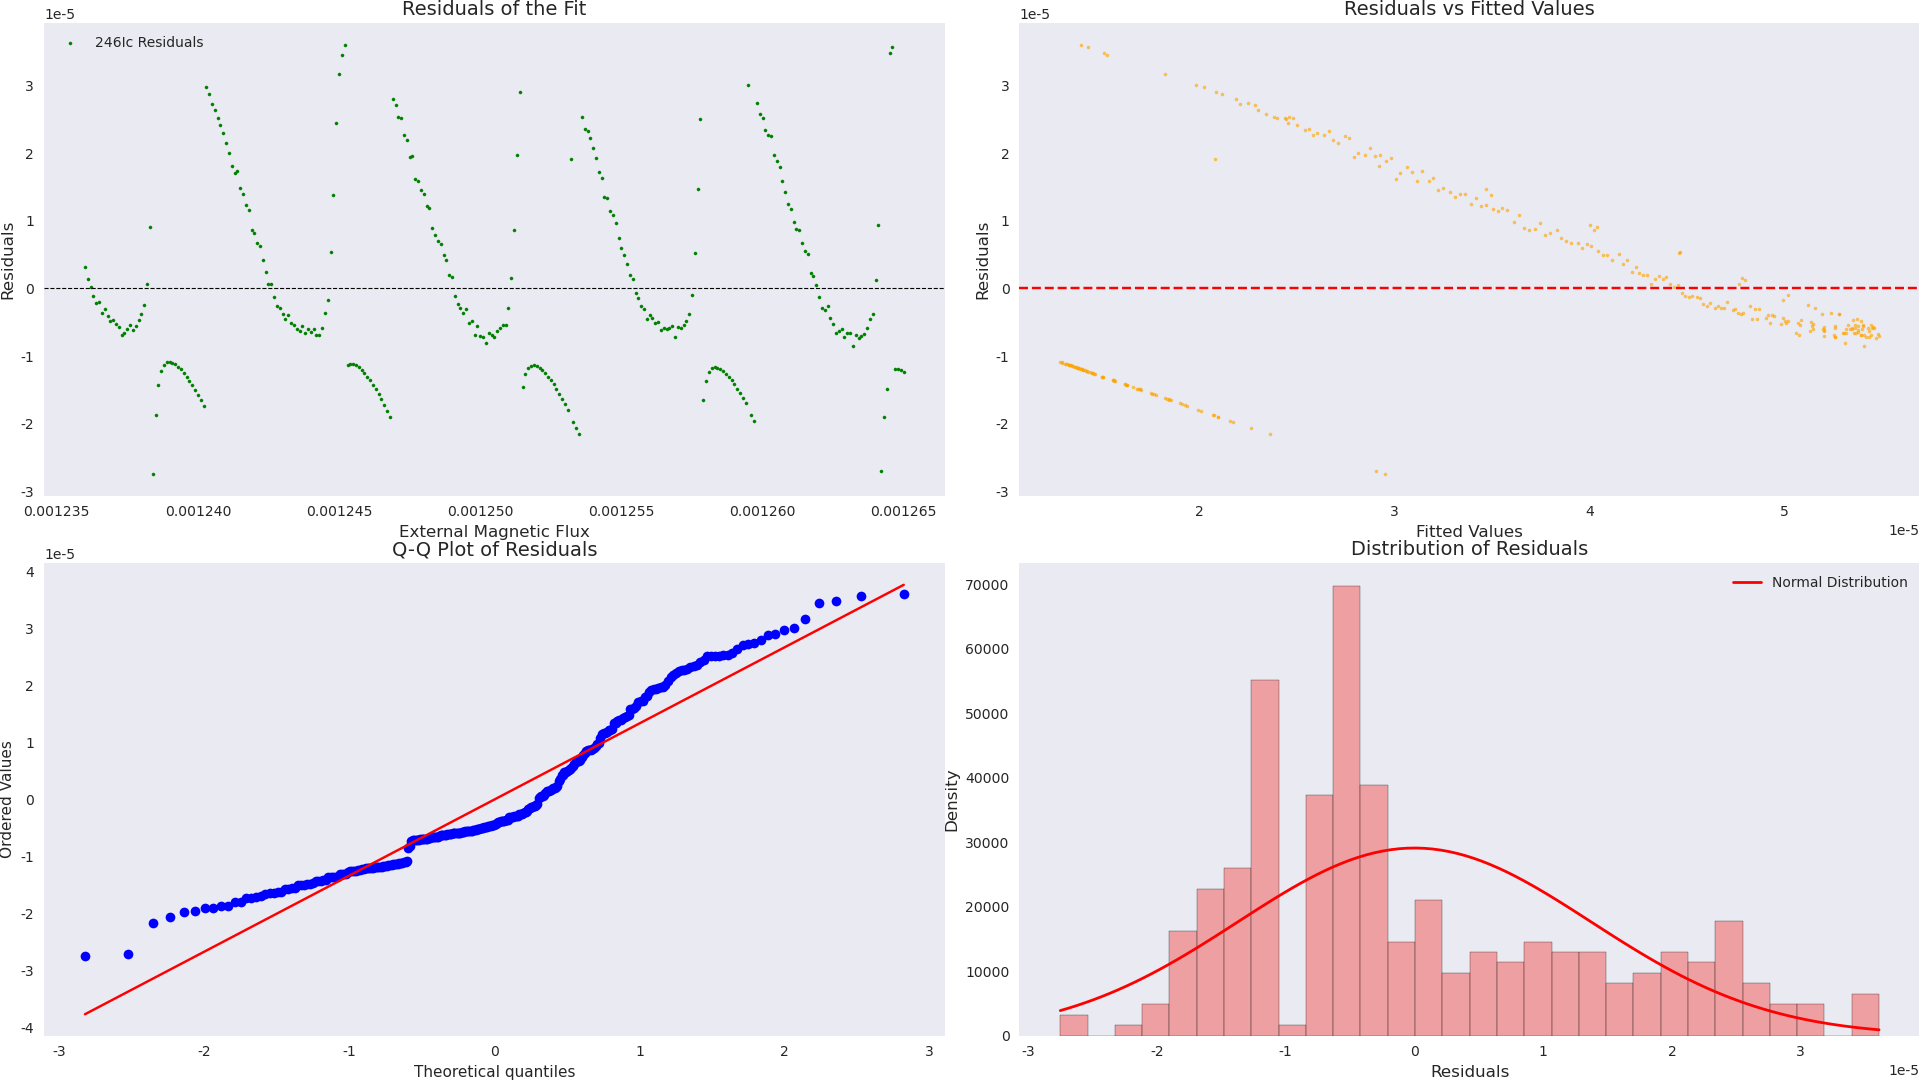 Residuals of the Fit
1e-5
246Ic Residuals
Residuals
3
2
1
0
-1
-2
-3
0.001235 0.001240 0.001245 0.001250 0.001255 0.001260 0.001265
External Magnetic Flux
Residuals vs Fitted Values
1e-5
Residuals
3
2
1
0
-1
-2
-3
2 3 4 5
1e-5
Fitted Values
Q-Q Plot of Residuals
1e-5
Ordered Values
4
3
2
1
0
-1
-2
-3
-4
-3 -2 -1 0 1 2 3
Theoretical quantiles
Distribution of Residuals
Normal Distribution
Density
70000
60000
50000
40000
30000
20000
10000
0
-3 -2 -1 0 1 2 3
1e-5
Residuals